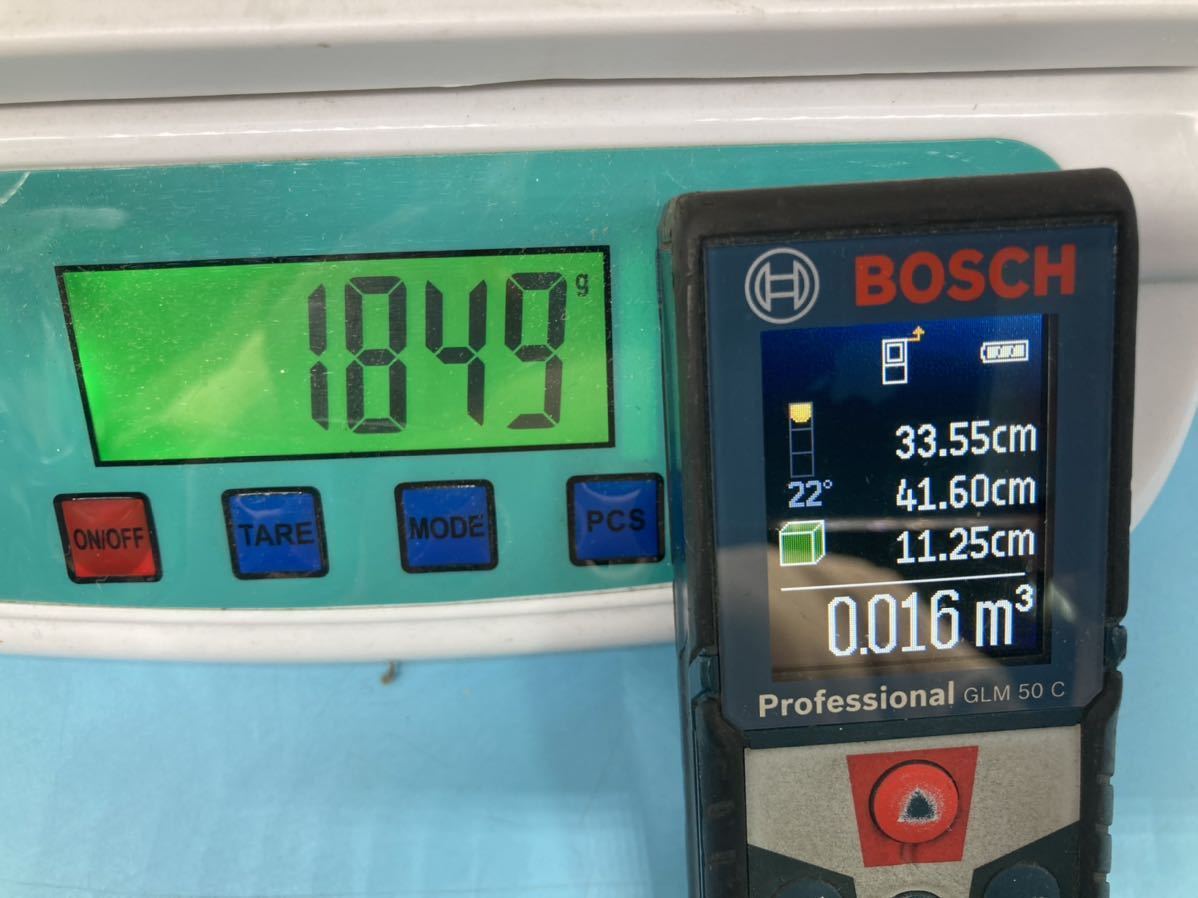 1849 g
ON/OFF
TARE
MODE
PCS
BOSCH
33.55cm
22°
41.60cm
11.25cm
0.016 m³
Professional GLM 50 C